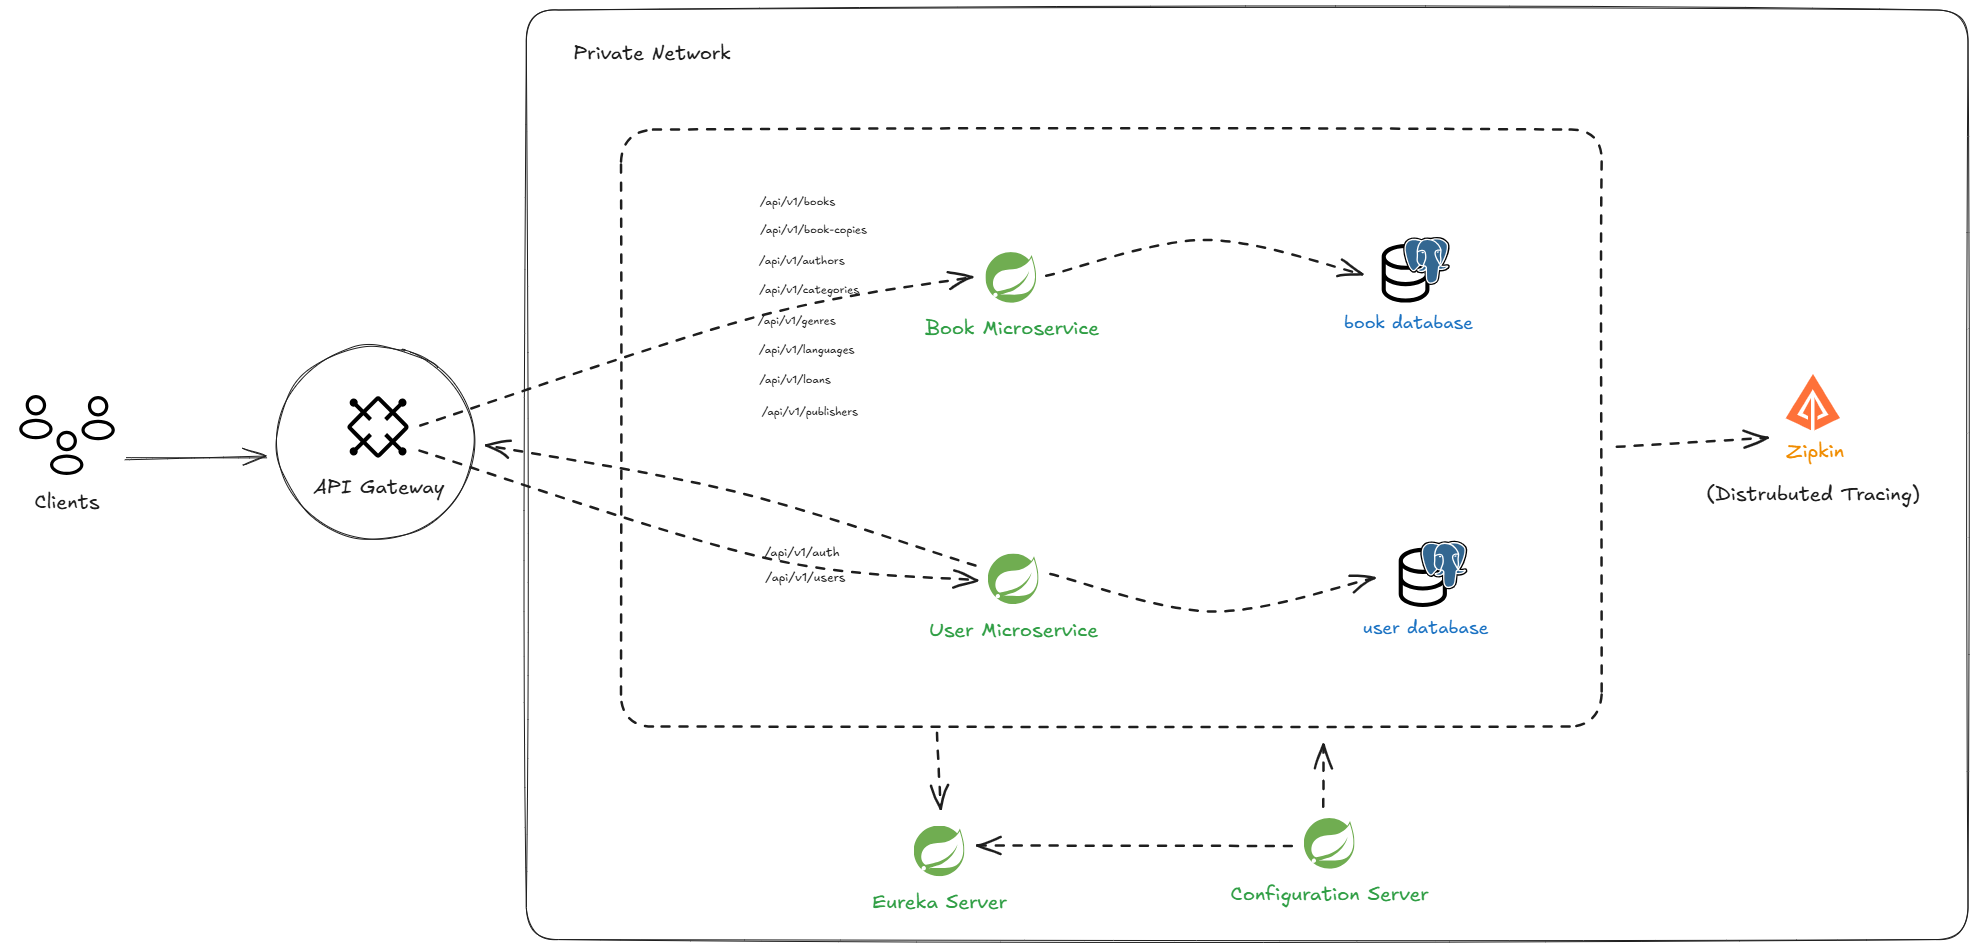 Private Network
/api/v1/books
/api/v1/book-copies
/api/v1/authors
/api/v1/categories
/api/v1/genres
/api/v1/languages
/api/v1/loans
/api/v1/publishers
Book Microservice
book database
Clients
API Gateway
Zipkin
(Distrubuted Tracing)
/api/v1/auth
/api/v1/users
User Microservice
user database
Eureka Server
Configuration Server